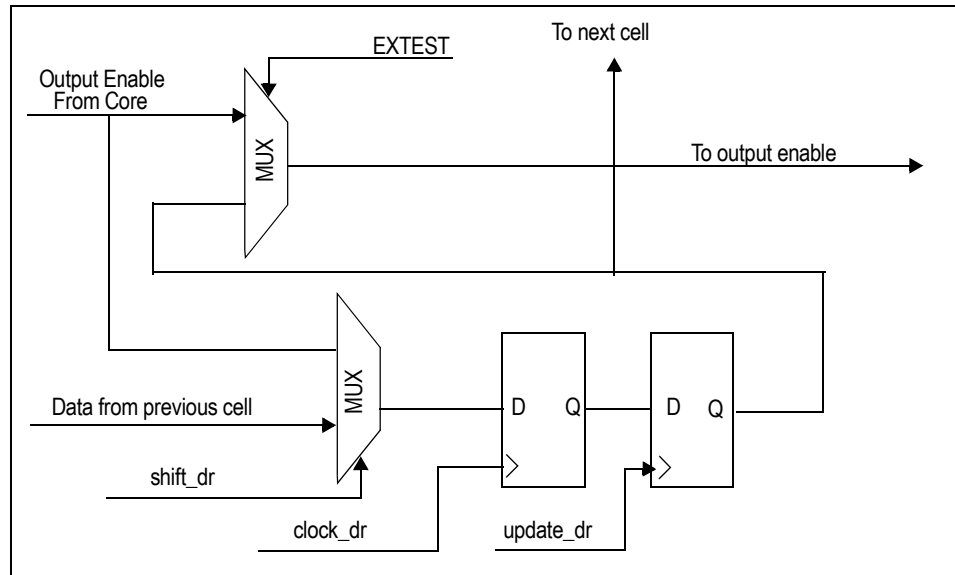 To next cell
EXTEST
Output Enable
From Core
MUX
To output enable
MUX
D
Q
D
Q
Data from previous cell
shift_dr
clock_dr
update_dr